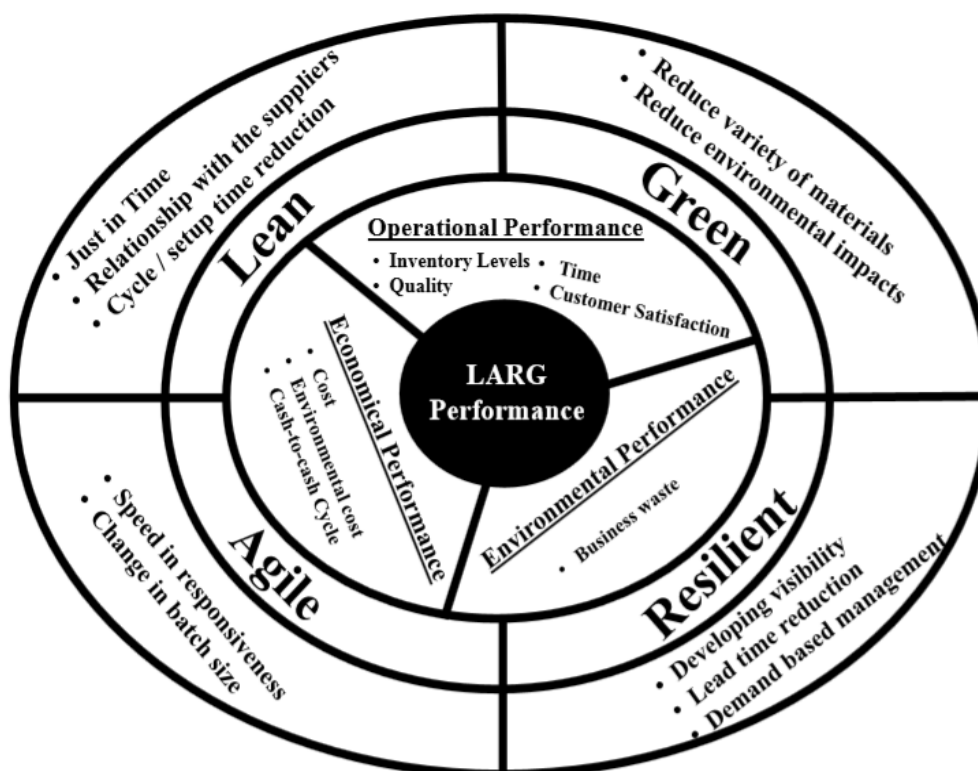 Lean
• Just in Time
• Relationship with the suppliers
• Cycle / setup time reduction
Green
• Reduce variety of materials
• Reduce environmental impacts
Operational Performance
• Inventory Levels
• Quality
• Time
• Customer Satisfaction
LARG
Performance
Economical Performance
• Cost
• Environmental cost
• Cash-to-cash Cycle
Environmental Performance
• Business waste
Agile
• Speed in responsiveness
• Change in batch size
Resilient
• Developing visibility
• Lead time reduction
• Demand based management